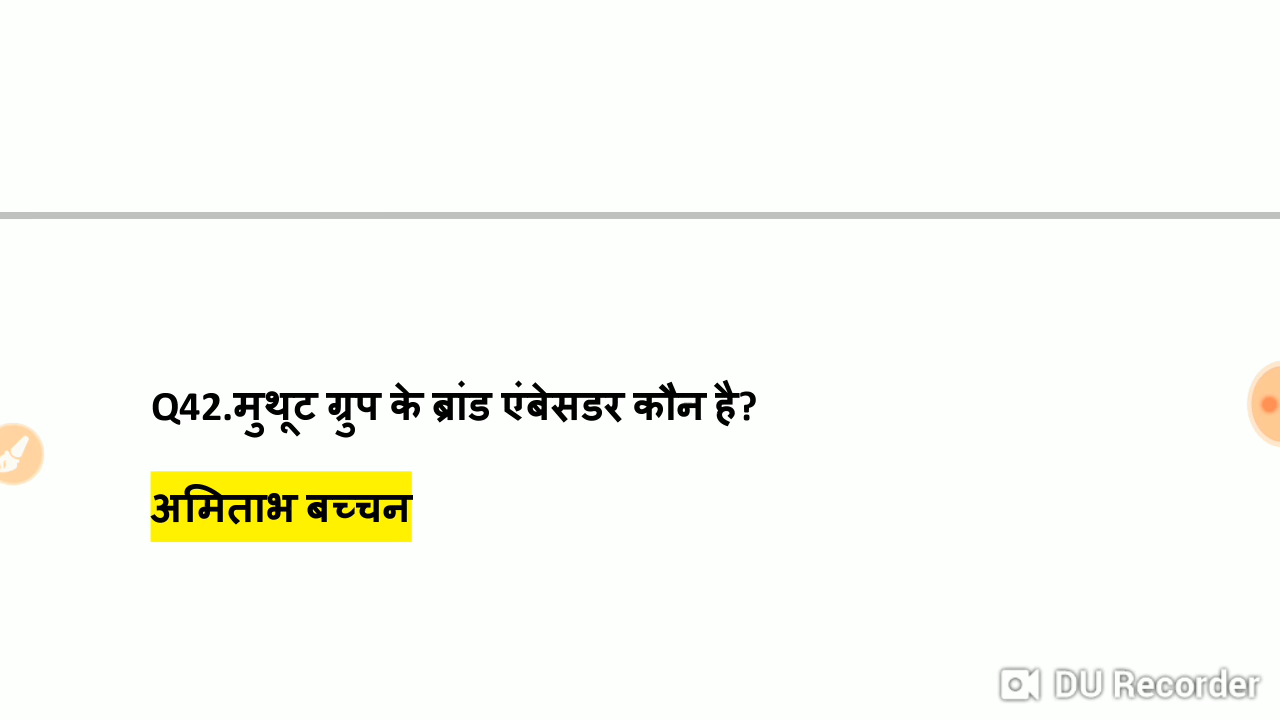 Q42.मुथूट ग्रुप के ब्रांड एंबेसडर कौन है?
अमिताभ बच्चन
DU Recorder